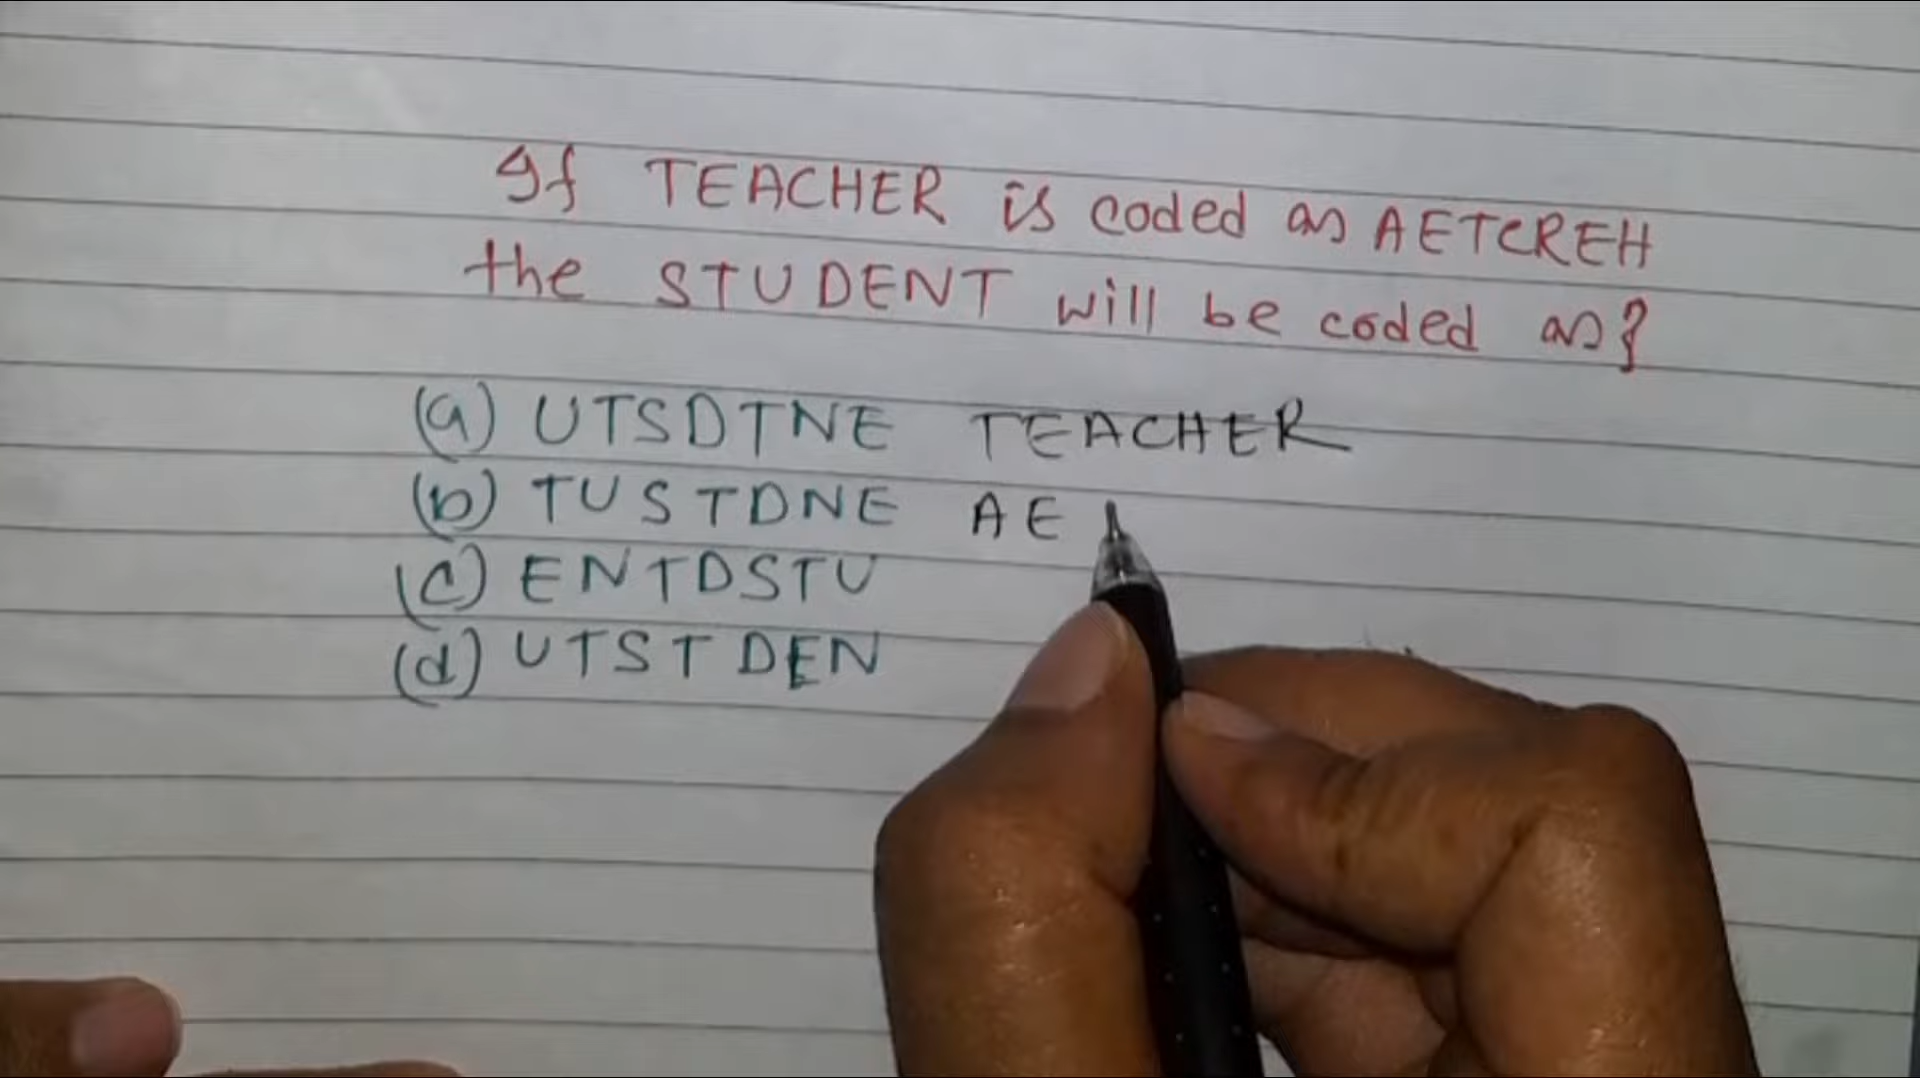 If TEACHER is coded as AETCREH
the STUDENT will be coded as?
(a) UTSDTNE TEACHER
(b) TUSTDNE AE
(c) ENTDSTU
(d) UTSTDEN